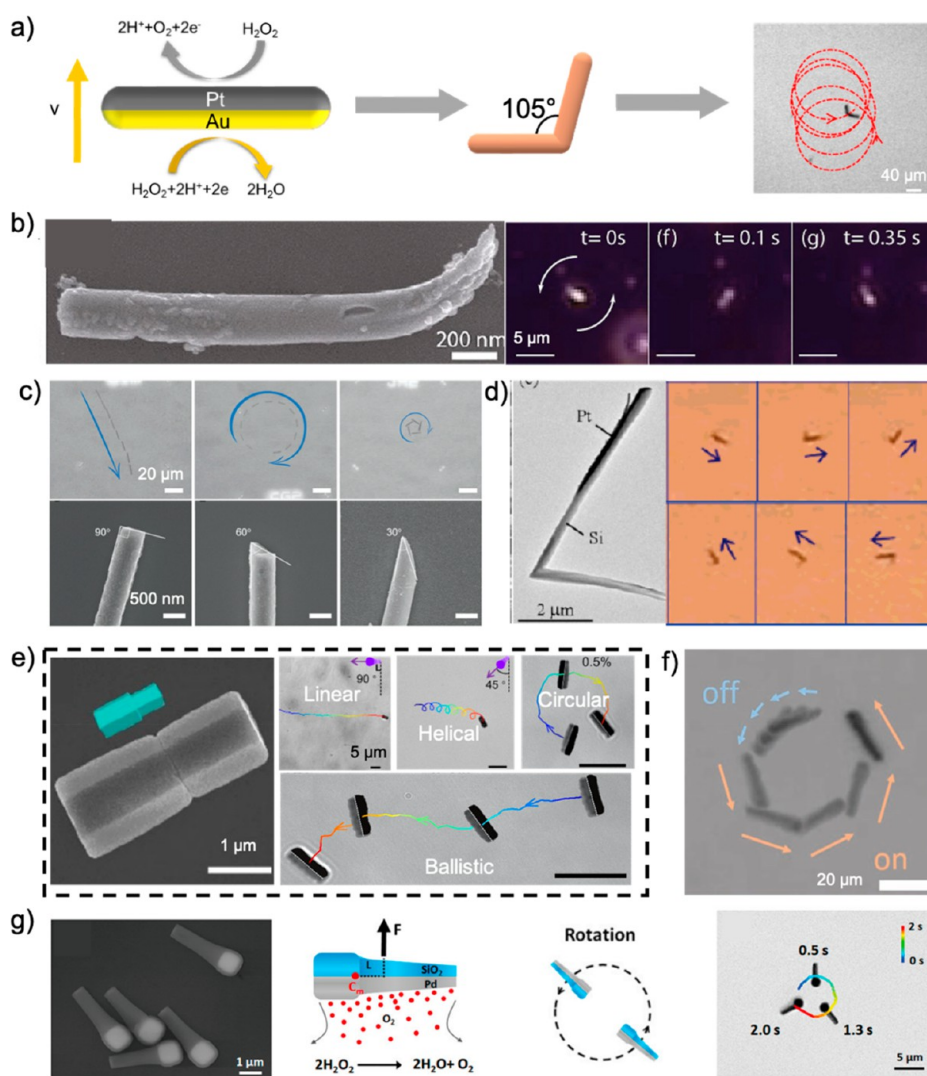 a)
2H⁺+O₂+2e⁻ H₂O₂
v
Pt
Au
H₂O₂+2H⁺+2e 2H₂O
105°
40 µm
b)
200 nm
t= 0s
5 µm
(f) t= 0.1 s
(g) t= 0.35 s
c)
20 µm
90°
500 nm
60°
30°
d)
Pt
Si
2 µm
e)
1 µm
L
90°
Linear
5 µm
45°
Helical
0.5%
Circular
Ballistic
f)
off
on
20 µm
g)
1 µm
F
L
SiO₂
Cm
Pd
O₂
2H₂O₂ 2H₂O+ O₂
Rotation
2 s
0 s
0.5 s
2.0 s
1.3 s
5 µm